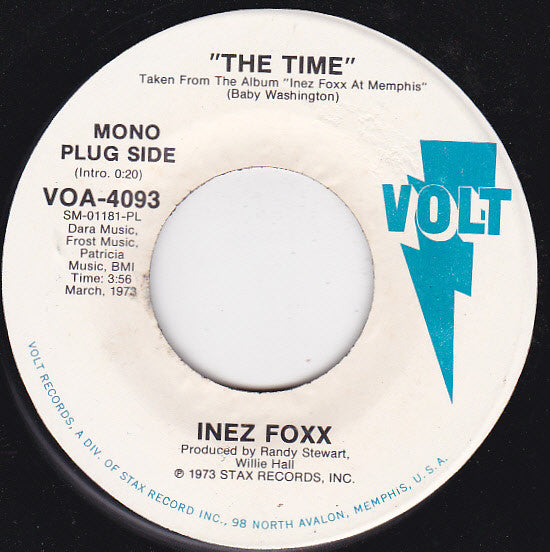 "THE TIME"
Taken From The Album "Inez Foxx At Memphis"
(Baby Washington)
MONO
PLUG SIDE
(Intro. 0:20)
VOA-4093
SM-01181-PL
Dara Music,
Frost Music,
Patricia
Music, BMI
Time: 3:56
March, 1973
VOLT
INEZ FOXX
Produced by Randy Stewart,
Willie Hall
℗ 1973 STAX RECORDS, INC.
VOLT RECORDS, A DIV. OF STAX RECORD INC., 98 NORTH AVALON, MEMPHIS, U.S.A.